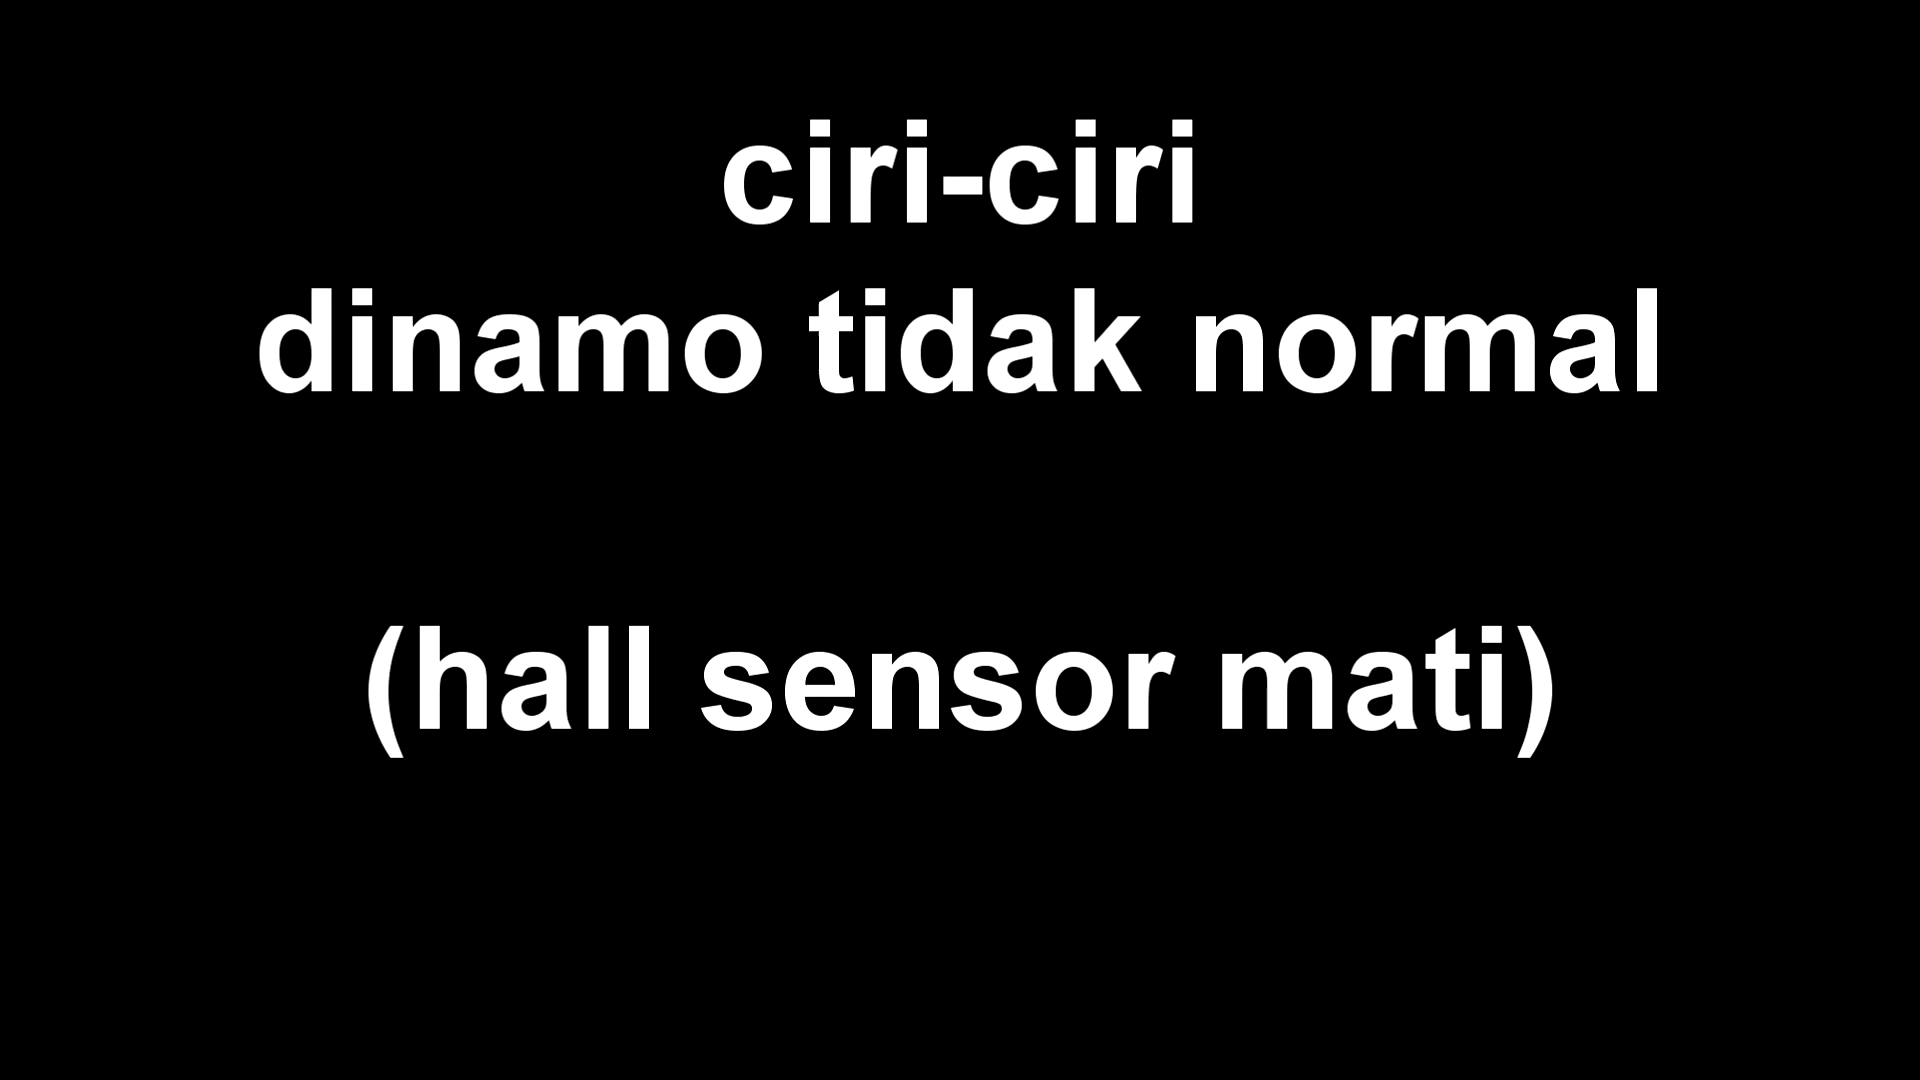 ciri-ciri
dinamo tidak normal
(hall sensor mati)